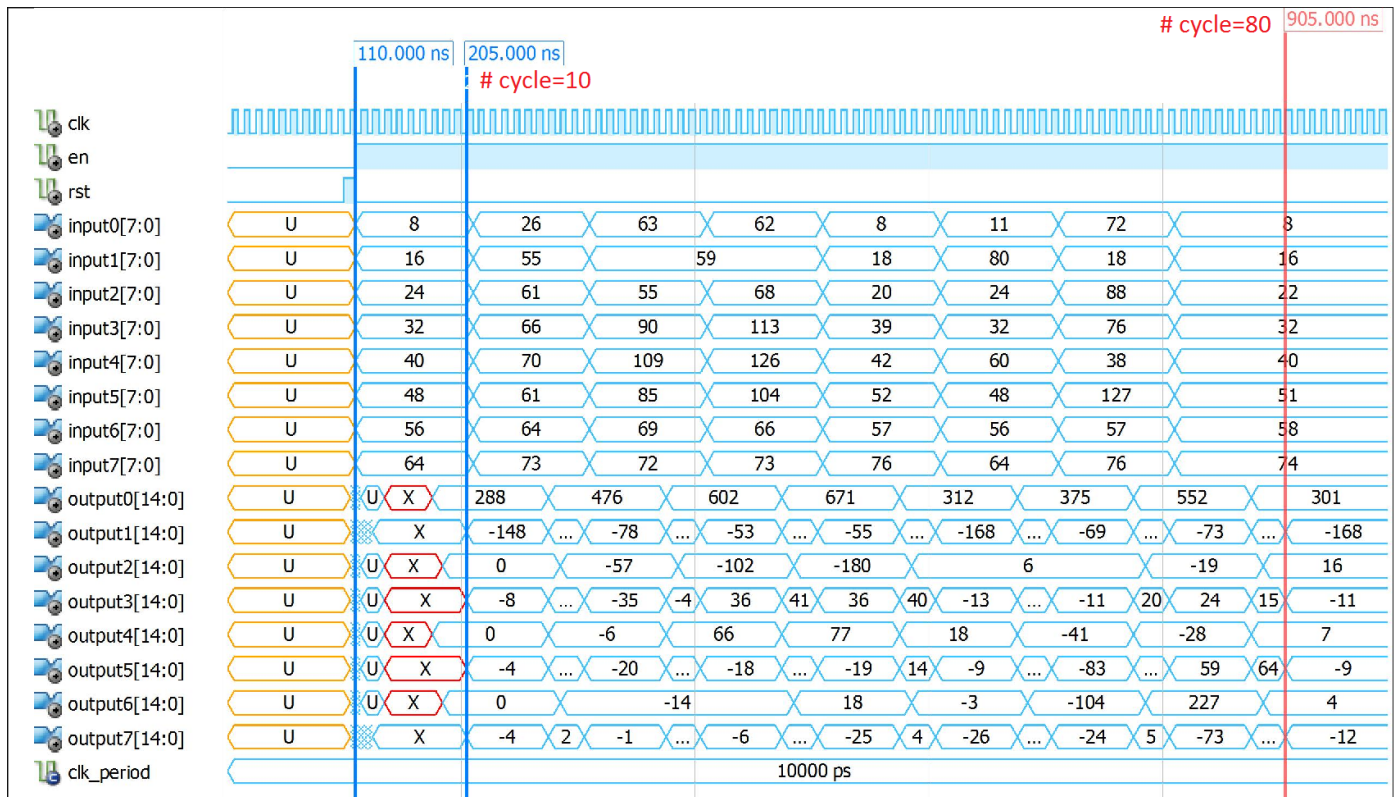 # cycle=80 905.000 ns
110.000 ns 205.000 ns
# cycle=10
clk
en
rst
input0[7:0] U 8 26 63 62 8 11 72 8
input1[7:0] U 16 55 59 18 80 18 16
input2[7:0] U 24 61 55 68 20 24 88 22
input3[7:0] U 32 66 90 113 39 32 76 32
input4[7:0] U 40 70 109 126 42 60 38 40
input5[7:0] U 48 61 85 104 52 48 127 51
input6[7:0] U 56 64 69 66 57 56 57 58
input7[7:0] U 64 73 72 73 76 64 76 74
output0[14:0] U U X 288 476 602 671 312 375 552 301
output1[14:0] U X -148 ... -78 ... -53 ... -55 ... -168 ... -69 ... -73 ... -168
output2[14:0] U U X 0 -57 -102 -180 6 -19 16
output3[14:0] U U X -8 ... -35 -4 36 41 36 40 -13 ... -11 20 24 15 -11
output4[14:0] U U X 0 -6 66 77 18 -41 -28 7
output5[14:0] U U X -4 ... -20 ... -18 ... -19 14 -9 ... -83 ... 59 64 -9
output6[14:0] U U X 0 -14 18 -3 -104 227 4
output7[14:0] U X -4 2 -1 ... -6 ... -25 4 -26 ... -24 5 -73 ... -12
clk_period 10000 ps